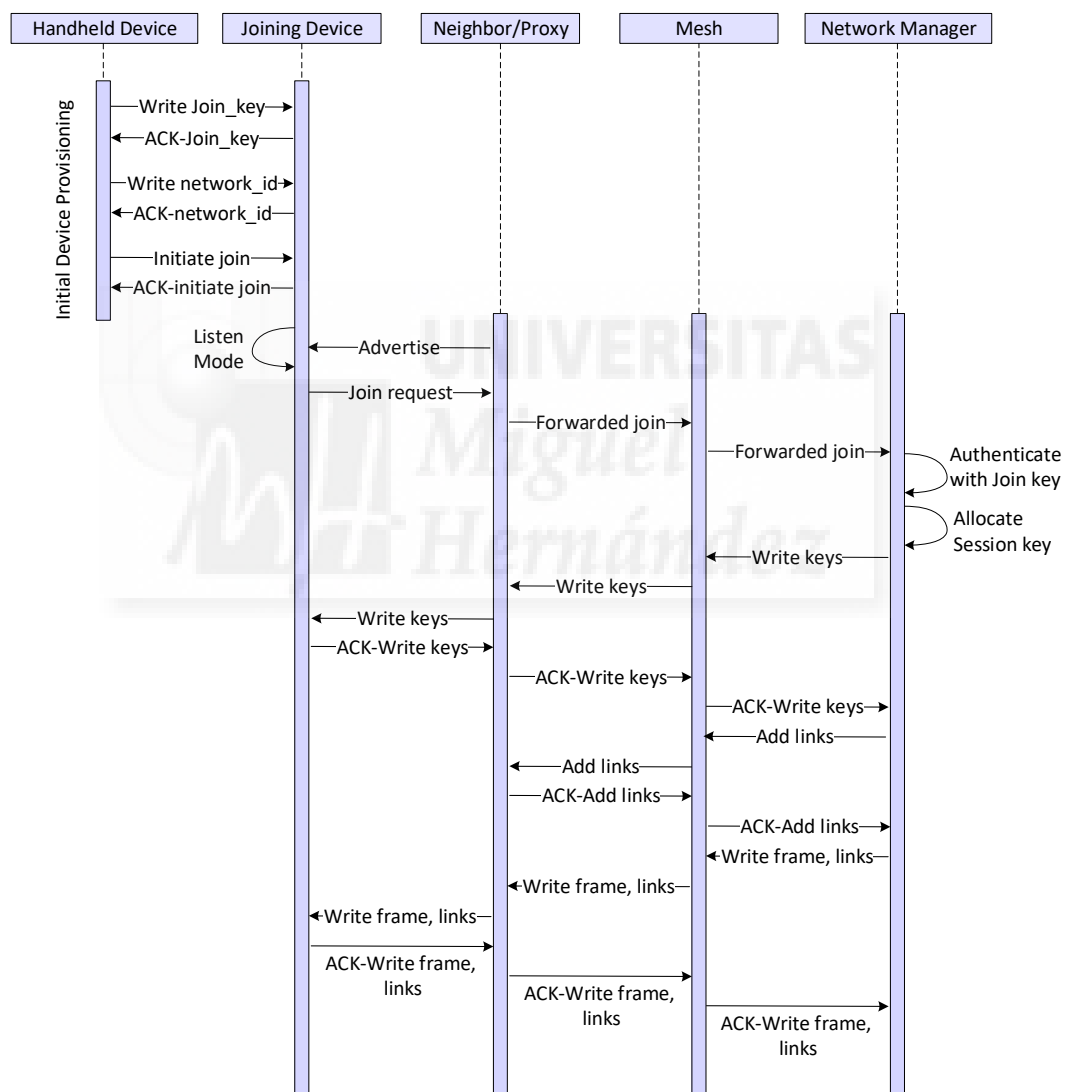 Handheld Device
Joining Device
Neighbor/Proxy
Mesh
Network Manager
Initial Device Provisioning
Write Join_key
ACK-Join_key
Write network_id
ACK-network_id
Initiate join
ACK-initiate join
Listen
Mode
Advertise
Join request
Forwarded join
Forwarded join
Authenticate
with Join key
Allocate
Session key
Write keys
Write keys
Write keys
ACK-Write keys
ACK-Write keys
ACK-Write keys
Add links
Add links
ACK-Add links
ACK-Add links
Write frame, links
Write frame, links
Write frame, links
ACK-Write frame,
links
ACK-Write frame,
links
ACK-Write frame,
links
UNIVERSITAS
Miguel
Hernández